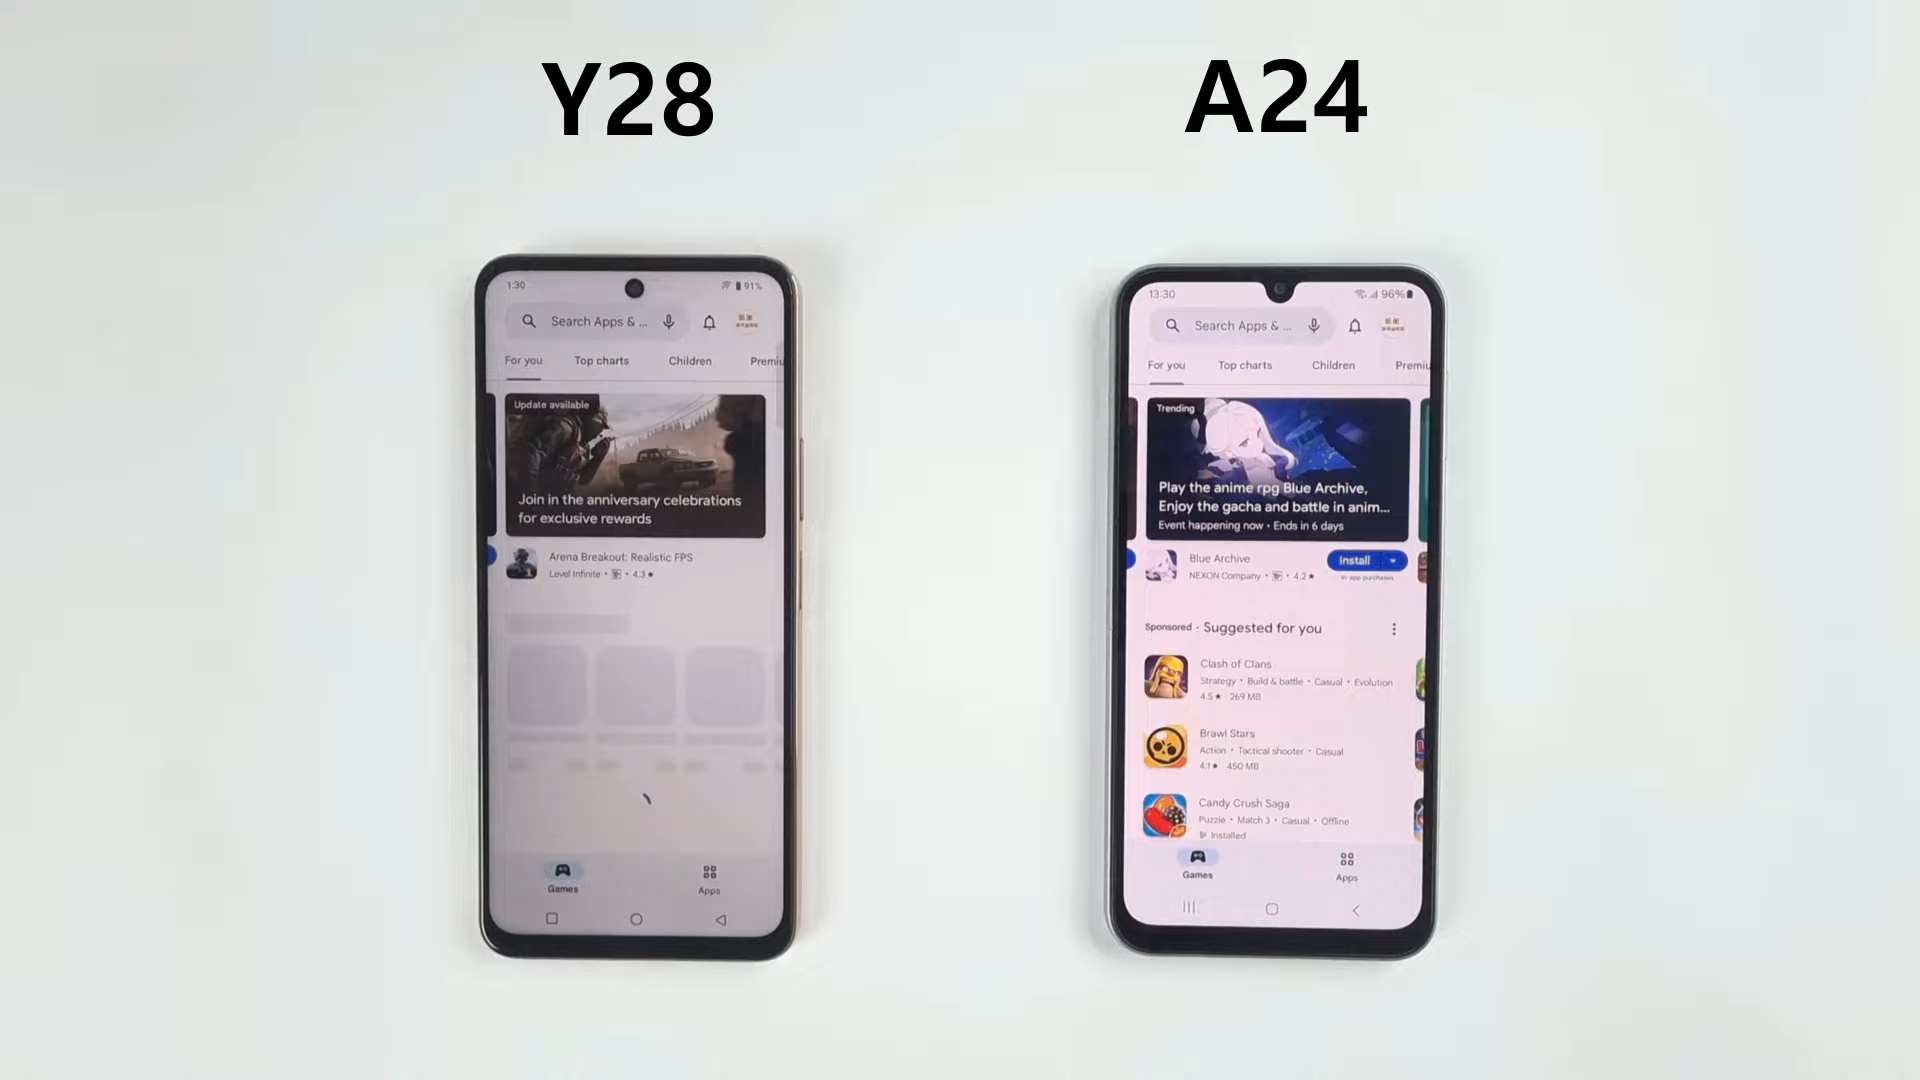 Y28
A24
1:30
91%
Search Apps & ...
For you Top charts Children Premiu
Update available
Join in the anniversary celebrations
for exclusive rewards
Arena Breakout: Realistic FPS
Level Infinite • 4.3★
Games
Apps
13:30
96%
Search Apps & ...
For you Top charts Children Premiu
Trending
Play the anime rpg Blue Archive,
Enjoy the gacha and battle in anim...
Event happening now • Ends in 6 days
Blue Archive
NEXON Company • 4.2★
Install
In-app purchases
Sponsored • Suggested for you
Clash of Clans
Strategy • Build & battle • Casual • Evolution
4.5★ 269 MB
Brawl Stars
Action • Tactical shooter • Casual
4.1★ 450 MB
Candy Crush Saga
Puzzle • Match 3 • Casual • Offline
Installed
Games
Apps